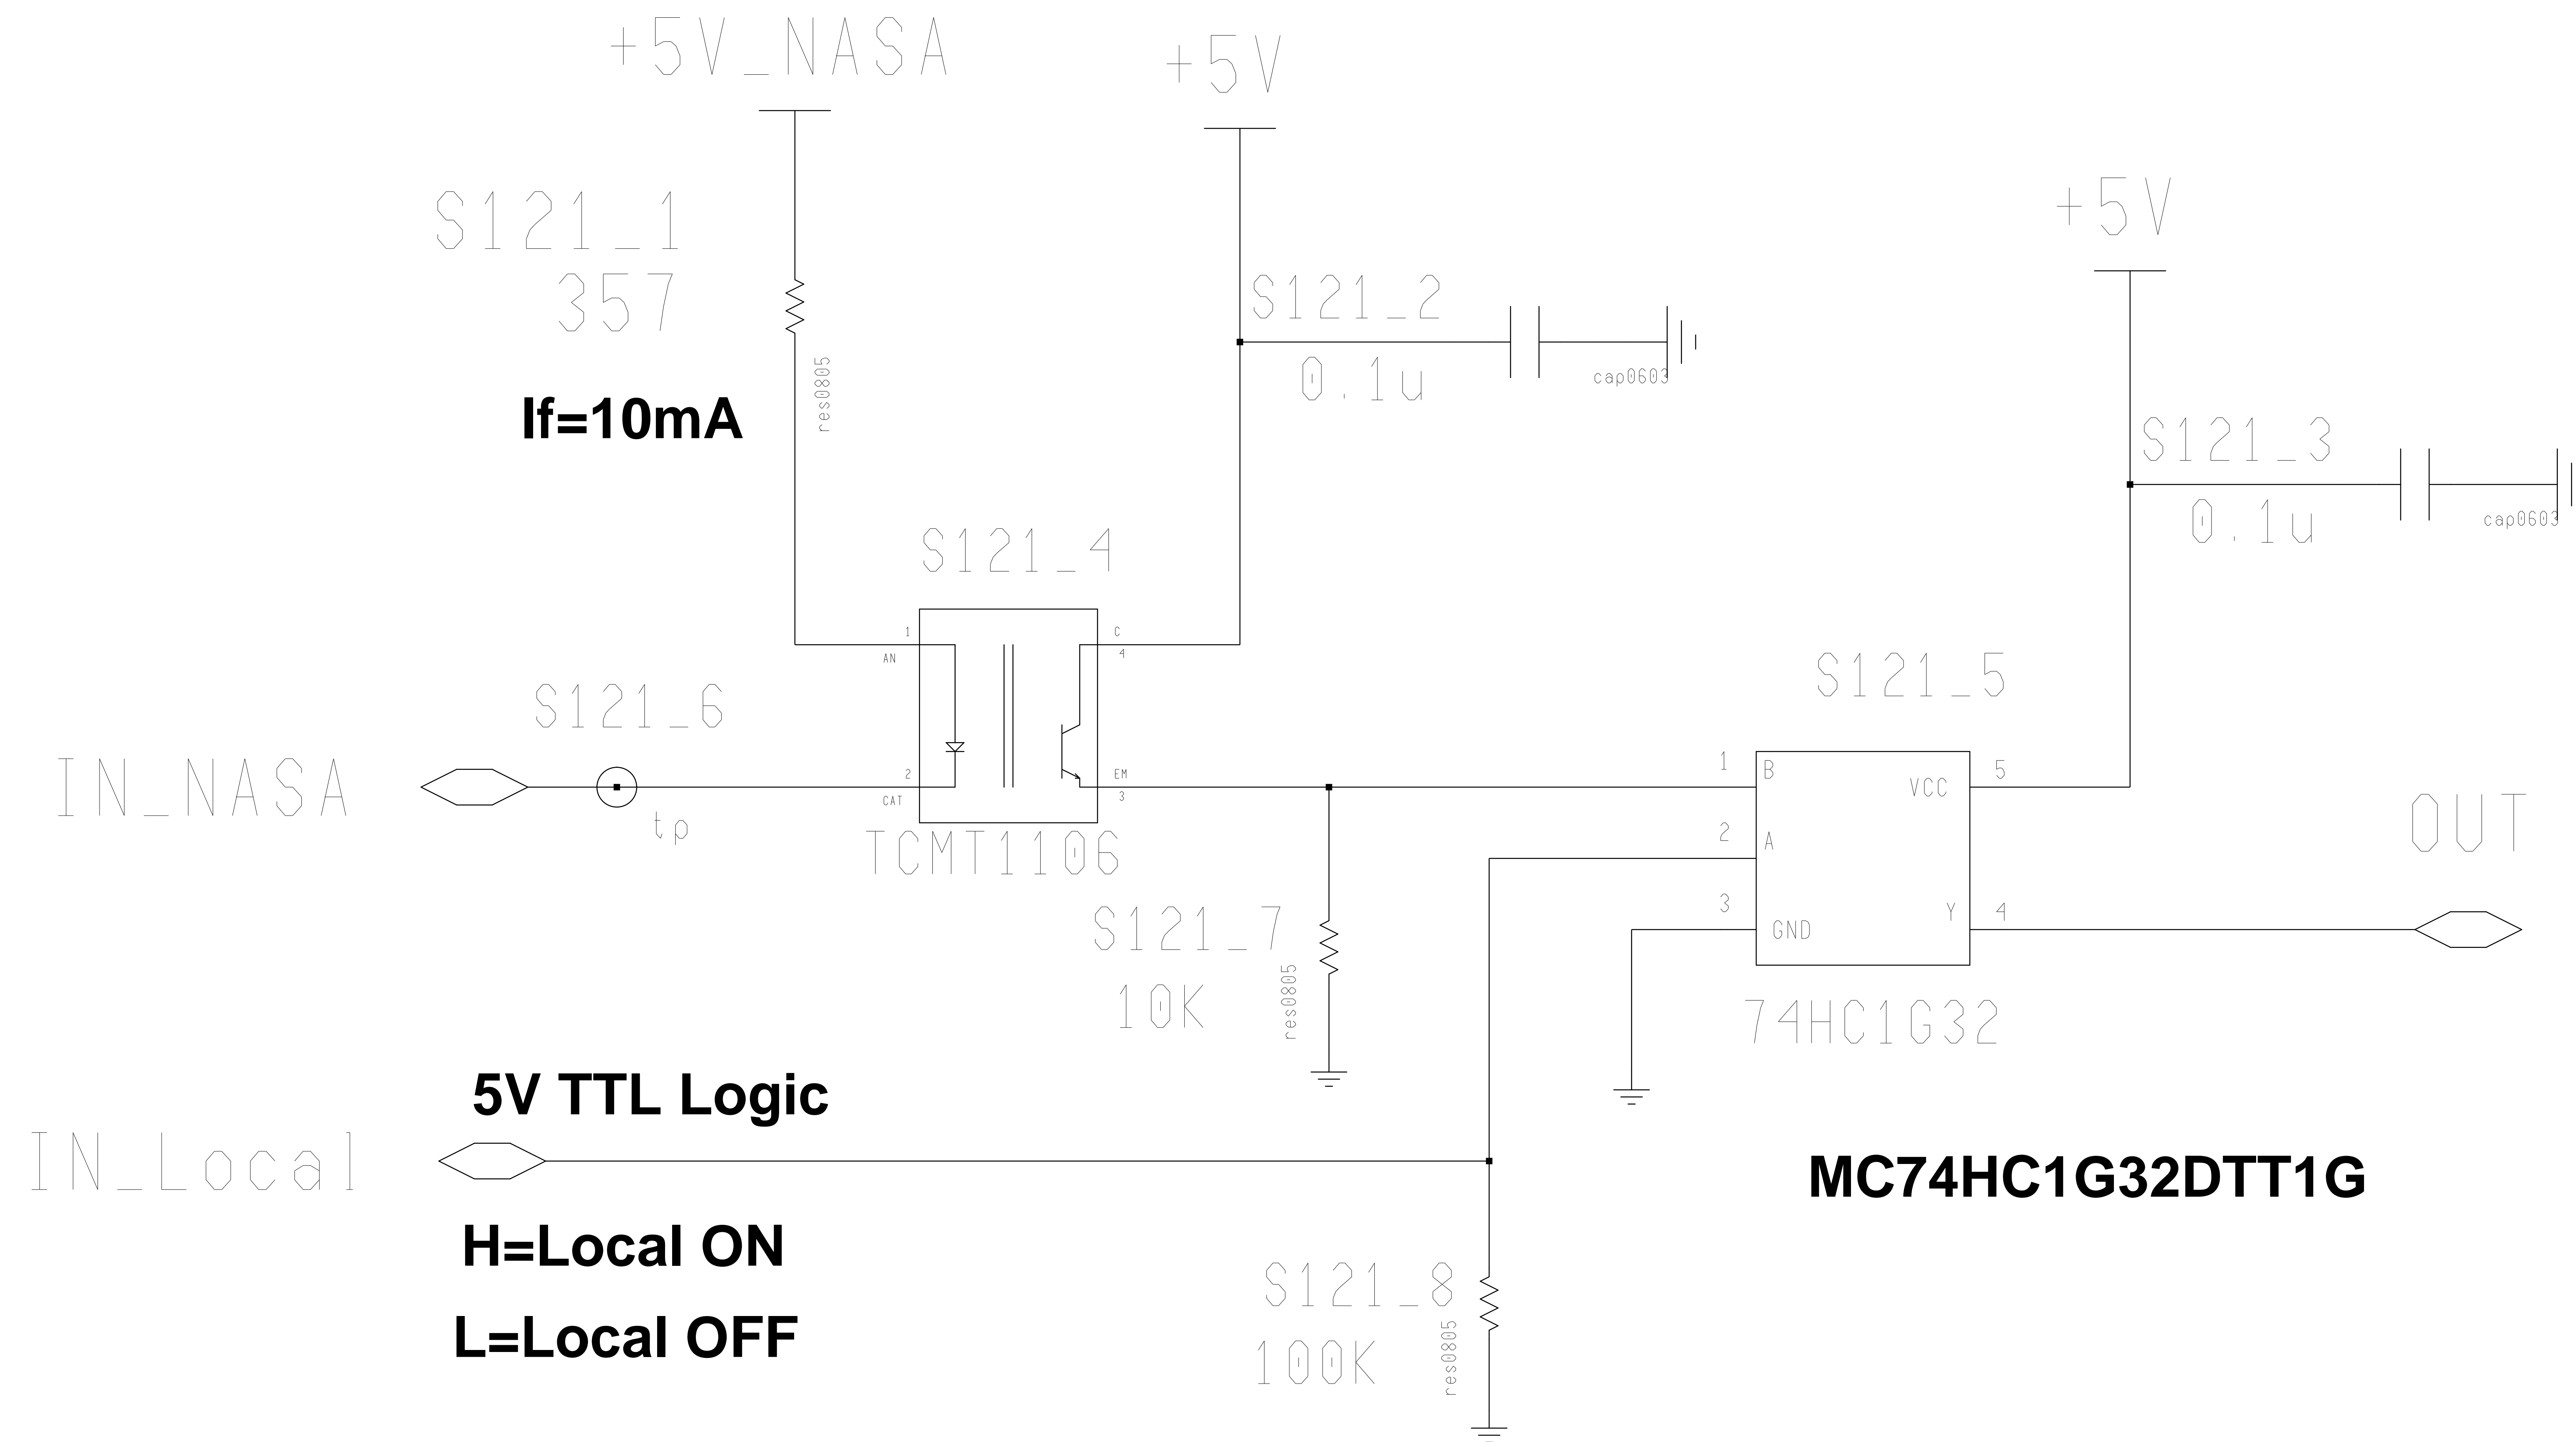 +5V_NASA
+5V
+5V
S121_1
357
If=10mA
res0805
S121_2
0.1u
cap0603
S121_3
0.1u
cap0603
S121_4
1
AN
C
4
S121_6
IN_NASA
tp
2
CAT
EM
3
TCMT1106
S121_5
1
B
VCC
5
2
A
3
GND
Y
4
OUT
74HC1G32
S121_7
10K
res0805
5V TTL Logic
IN_Local
H=Local ON
L=Local OFF
MC74HC1G32DTT1G
S121_8
100K
res0805